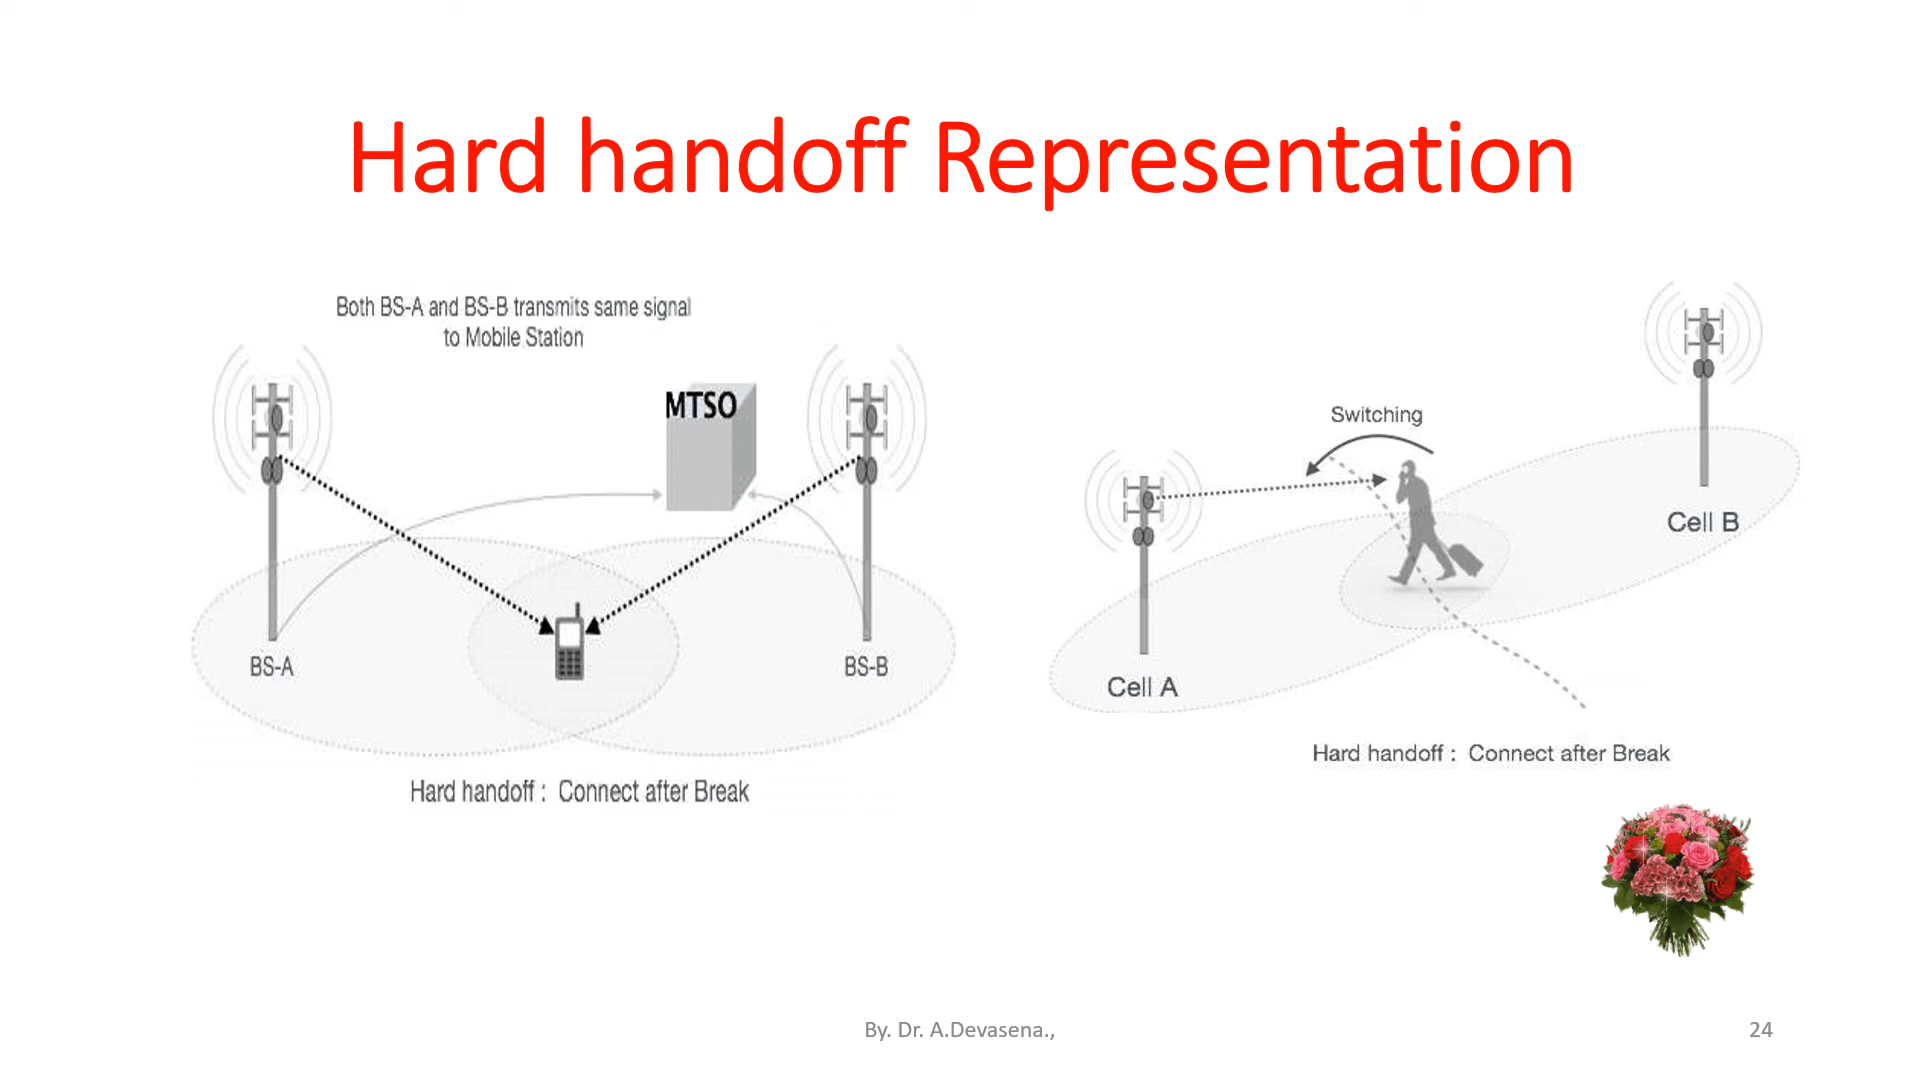 Hard handoff Representation
Both BS-A and BS-B transmits same signal
to Mobile Station
MTSO
BS-A
BS-B
Hard handoff : Connect after Break
Switching
Cell B
Cell A
Hard handoff : Connect after Break
By. Dr. A.Devasena.,
24